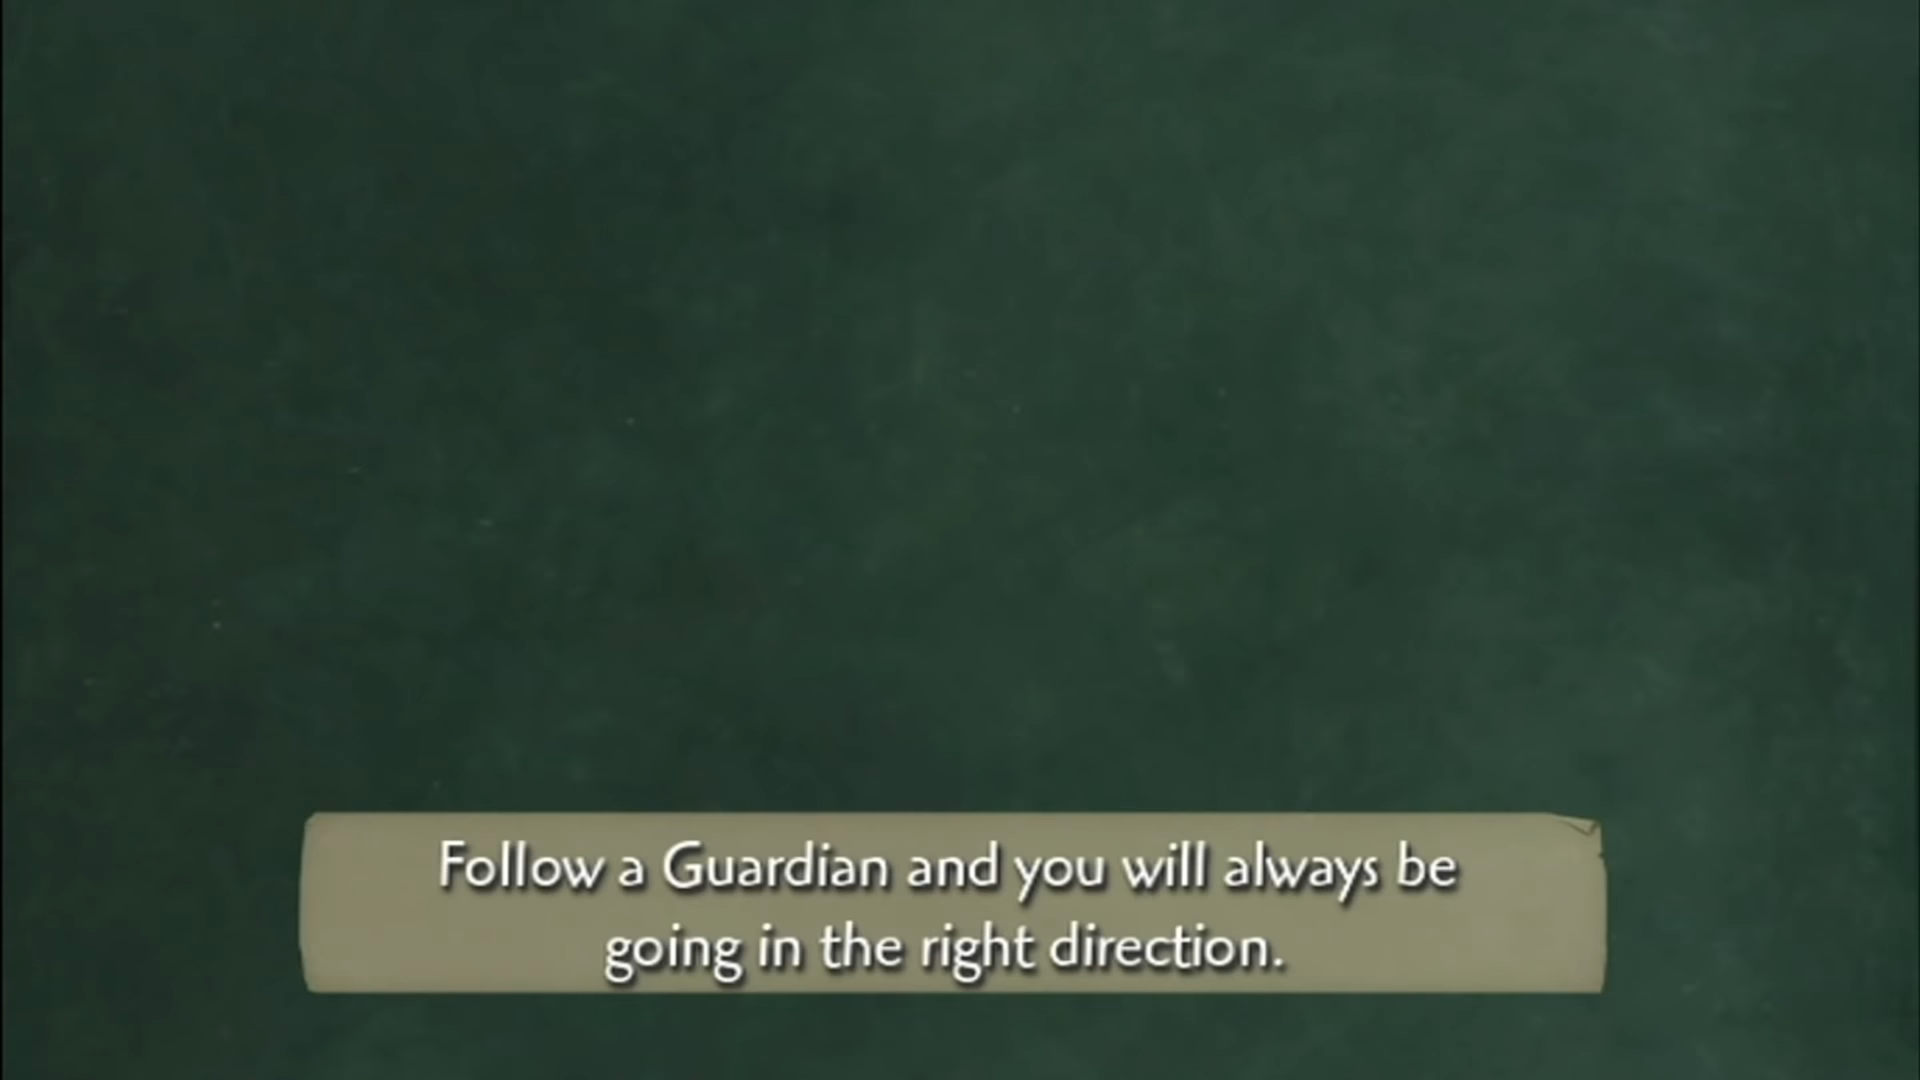 Follow a Guardian and you will always be
going in the right direction.